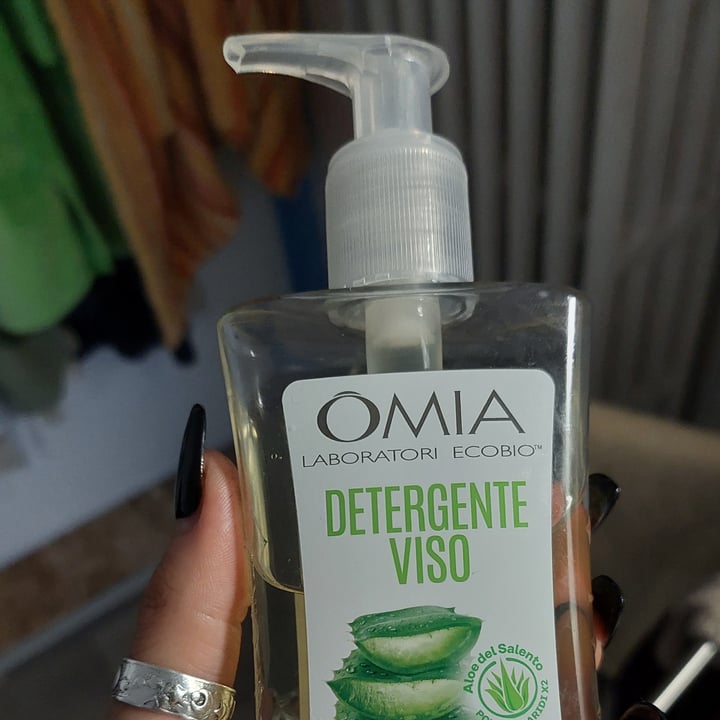 ÔMIA
LABORATORI ECOBIO™
DETERGENTE
VISO
Aloe del Salento